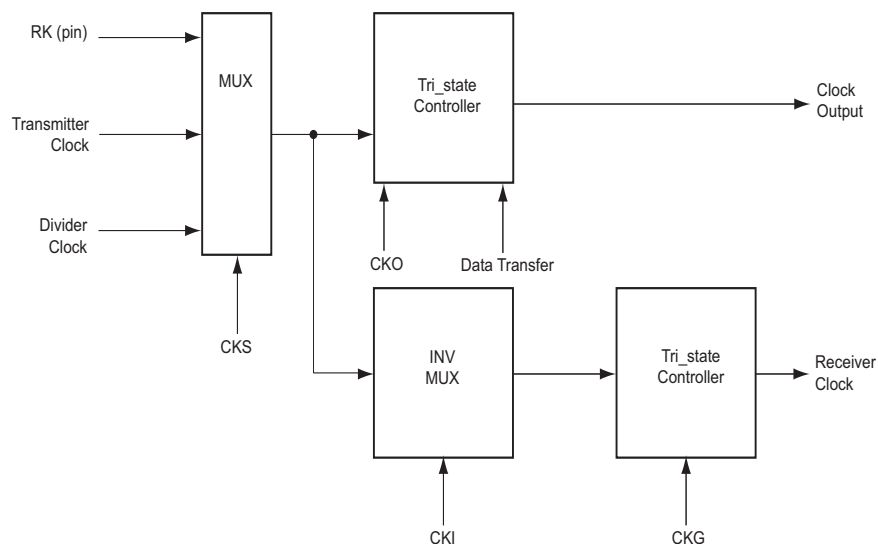 RK (pin)
MUX
Tri_state
Controller
Clock
Output
Transmitter
Clock
Divider
Clock
CKO
Data Transfer
CKS
INV
MUX
Tri_state
Controller
Receiver
Clock
CKI
CKG